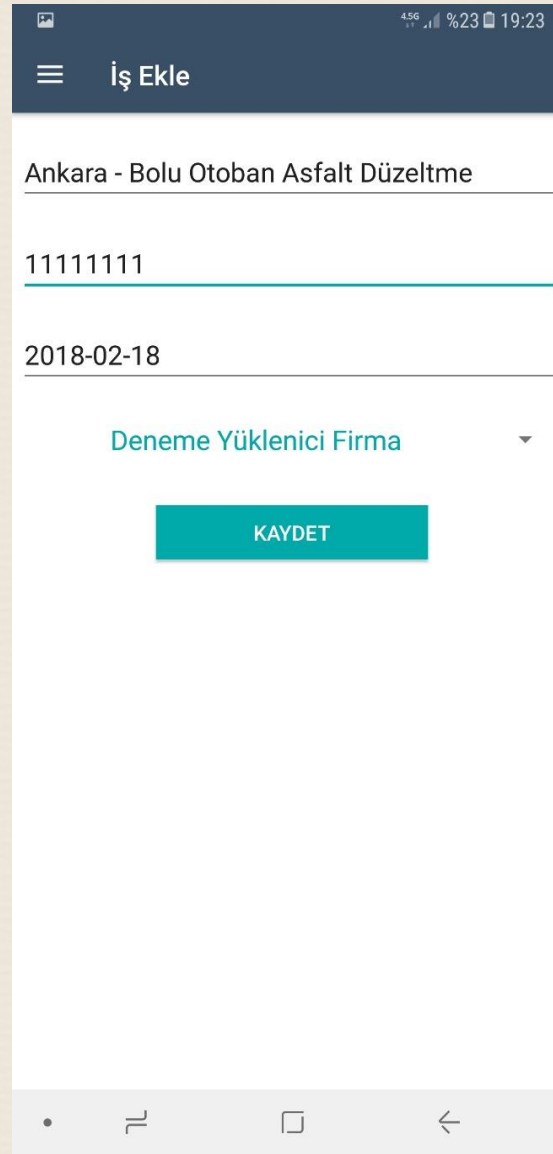 4.5G %23 19:23
İş Ekle
Ankara - Bolu Otoban Asfalt Düzeltme
11111111
2018-02-18
Deneme Yüklenici Firma
KAYDET